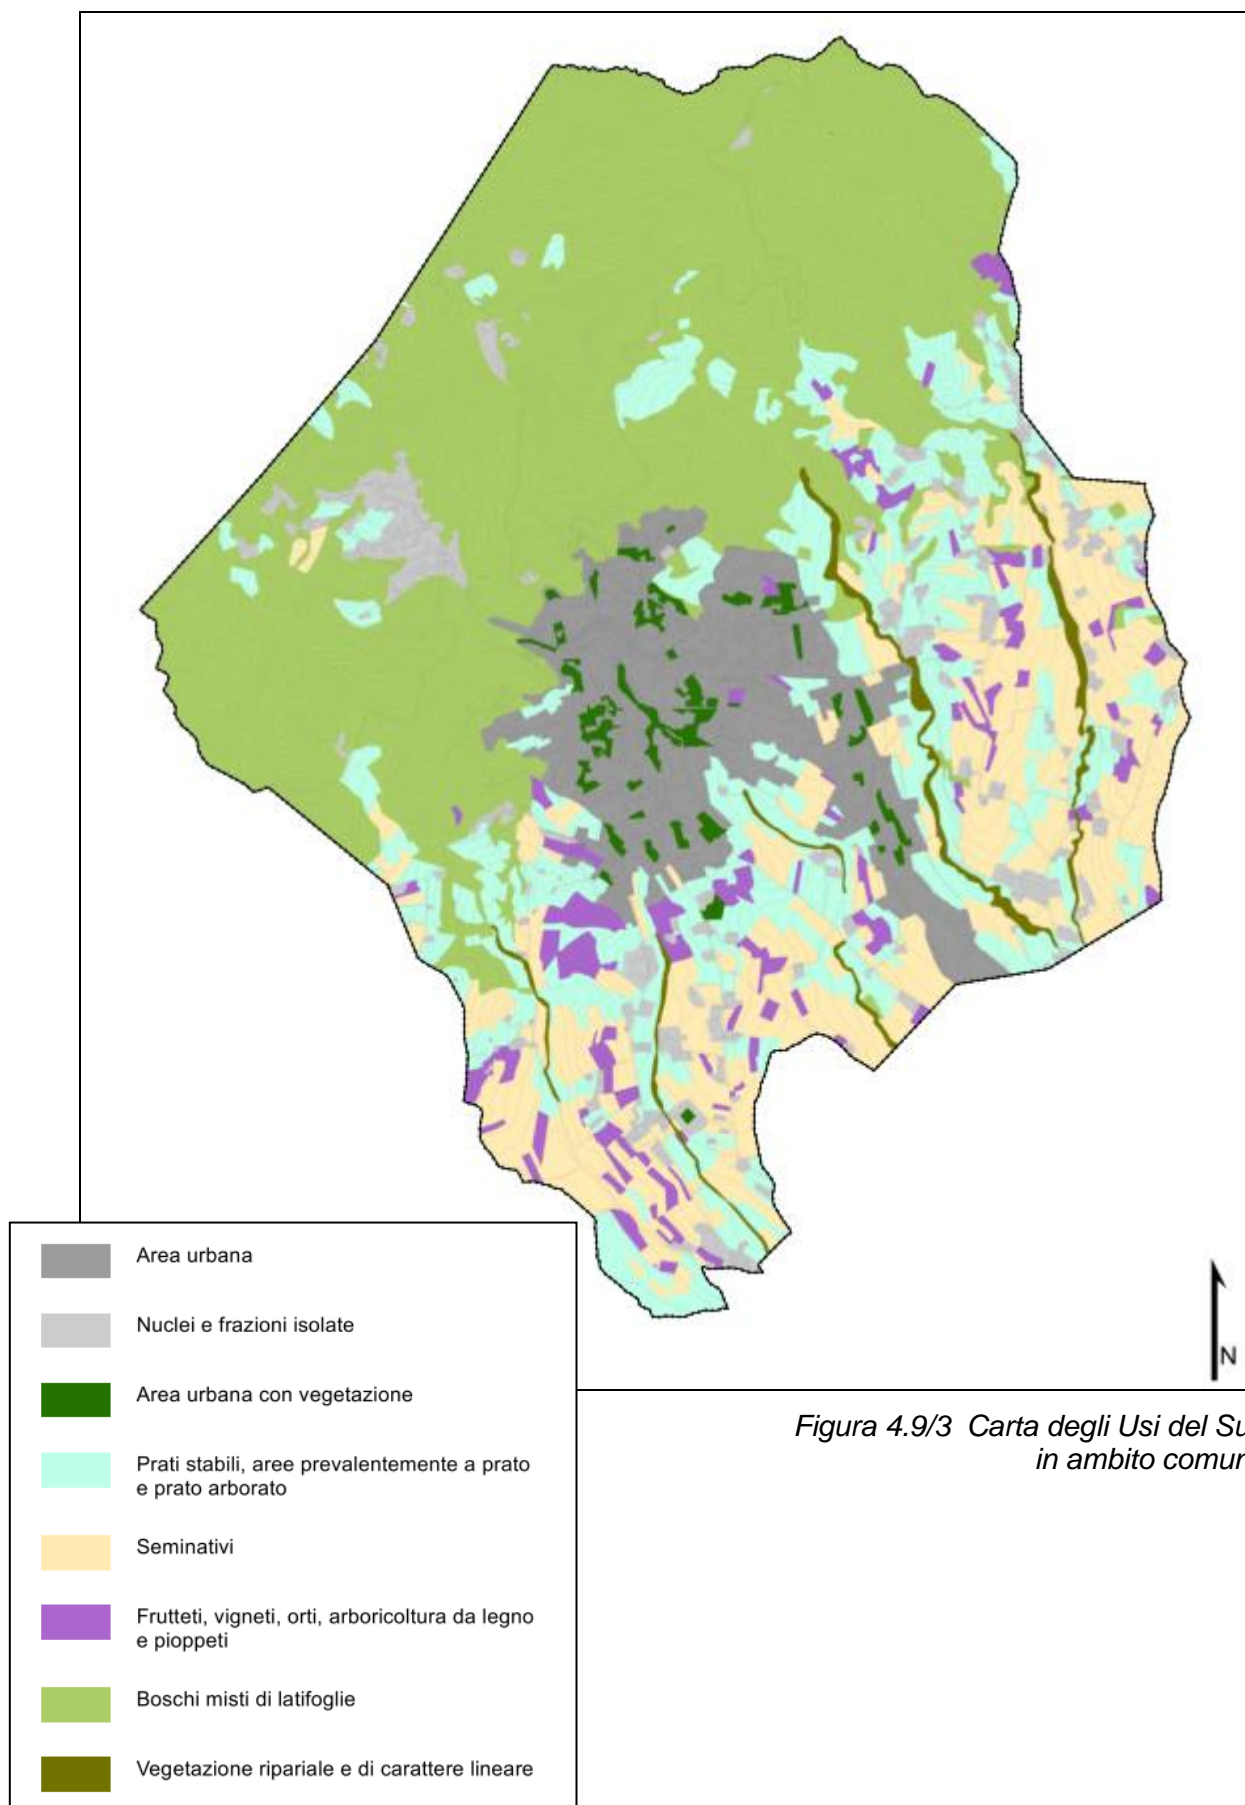 N
Figura 4.9/3 Carta degli Usi del Su
in ambito comun
Area urbana
Nuclei e frazioni isolate
Area urbana con vegetazione
Prati stabili, aree prevalentemente a prato
e prato arborato
Seminativi
Frutteti, vigneti, orti, arboricoltura da legno
e pioppeti
Boschi misti di latifoglie
Vegetazione ripariale e di carattere lineare